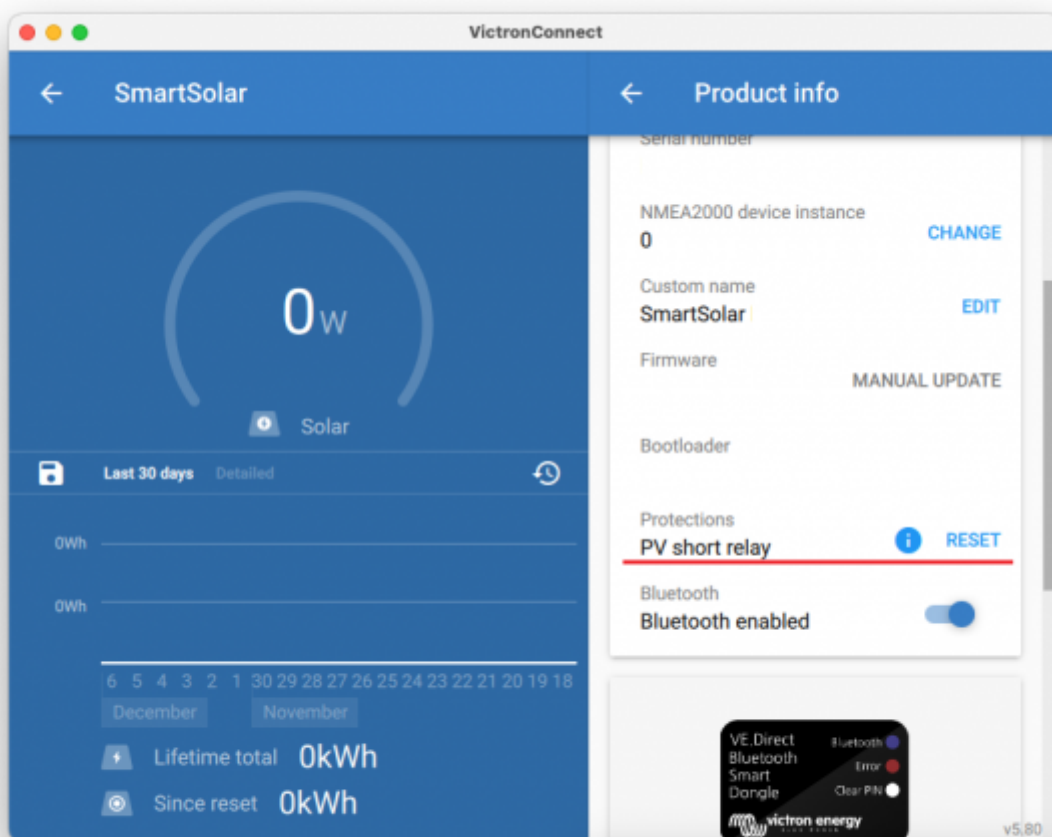 VictronConnect
SmartSolar
0 W
Solar
Last 30 days Detailed
0Wh
0Wh
6 5 4 3 2 1 30 29 28 27 26 25 24 23 22 21 20 19 18
December November
Lifetime total 0kWh
Since reset 0kWh
Product info
Serial number
NMEA2000 device instance
0 CHANGE
Custom name
SmartSolar EDIT
Firmware
MANUAL UPDATE
Bootloader
Protections
PV short relay i RESET
Bluetooth
Bluetooth enabled
VE.Direct
Bluetooth
Smart
Dongle
Bluetooth
Error
Clear PIN
victron energy
BLUE POWER
v5.80